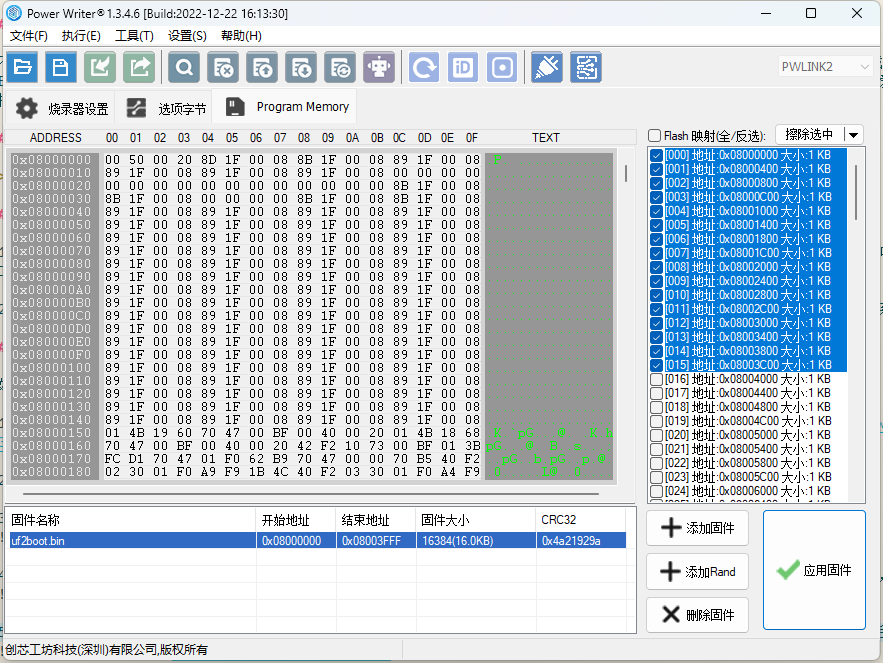 Power Writer® 1.3.4.6 [Build:2022-12-22 16:13:30]
文件(F) 执行(E) 工具(T) 设置(S) 帮助(H)
iD
PWLINK2
烧录器设置 选项字节 Program Memory
ADDRESS 00 01 02 03 04 05 06 07 08 09 0A 0B 0C 0D 0E 0F TEXT
0x08000000 00 50 00 20 8D 1F 00 08 8B 1F 00 08 89 1F 00 08
0x08000010 89 1F 00 08 89 1F 00 08 89 1F 00 08 00 00 00 00
0x08000020 00 00 00 00 00 00 00 00 00 00 00 00 8B 1F 00 08
0x08000030 8B 1F 00 08 00 00 00 00 8B 1F 00 08 8B 1F 00 08
0x08000040 89 1F 00 08 89 1F 00 08 89 1F 00 08 89 1F 00 08
0x08000050 89 1F 00 08 89 1F 00 08 89 1F 00 08 89 1F 00 08
0x08000060 89 1F 00 08 89 1F 00 08 89 1F 00 08 89 1F 00 08
0x08000070 89 1F 00 08 89 1F 00 08 89 1F 00 08 89 1F 00 08
0x08000080 89 1F 00 08 89 1F 00 08 89 1F 00 08 89 1F 00 08
0x08000090 89 1F 00 08 89 1F 00 08 89 1F 00 08 89 1F 00 08
0x080000A0 89 1F 00 08 89 1F 00 08 89 1F 00 08 89 1F 00 08
0x080000B0 89 1F 00 08 89 1F 00 08 89 1F 00 08 89 1F 00 08
0x080000C0 89 1F 00 08 89 1F 00 08 89 1F 00 08 89 1F 00 08
0x080000D0 89 1F 00 08 89 1F 00 08 89 1F 00 08 89 1F 00 08
0x080000E0 89 1F 00 08 89 1F 00 08 89 1F 00 08 89 1F 00 08
0x080000F0 89 1F 00 08 89 1F 00 08 89 1F 00 08 89 1F 00 08
0x08000100 89 1F 00 08 89 1F 00 08 89 1F 00 08 89 1F 00 08
0x08000110 89 1F 00 08 89 1F 00 08 89 1F 00 08 89 1F 00 08
0x08000120 89 1F 00 08 89 1F 00 08 89 1F 00 08 89 1F 00 08
0x08000130 89 1F 00 08 89 1F 00 08 89 1F 00 08 89 1F 00 08
0x08000140 89 1F 00 08 89 1F 00 08 89 1F 00 08 89 1F 00 08
0x08000150 01 4B 19 60 70 47 00 BF 00 40 00 20 01 4B 18 68
0x08000160 70 47 00 BF 00 40 00 20 42 F2 10 73 00 BF 01 3B
0x08000170 FC D1 70 47 01 F0 62 B9 70 47 00 00 70 B5 40 F2
0x08000180 02 30 01 F0 A9 F9 1B 4C 40 F2 03 30 01 F0 A4 F9
Flash 映射(全/反选): 擦除选中
[000] 地址:0x08000000 大小:1 KB
[001] 地址:0x08000400 大小:1 KB
[002] 地址:0x08000800 大小:1 KB
[003] 地址:0x08000C00 大小:1 KB
[004] 地址:0x08001000 大小:1 KB
[005] 地址:0x08001400 大小:1 KB
[006] 地址:0x08001800 大小:1 KB
[007] 地址:0x08001C00 大小:1 KB
[008] 地址:0x08002000 大小:1 KB
[009] 地址:0x08002400 大小:1 KB
[010] 地址:0x08002800 大小:1 KB
[011] 地址:0x08002C00 大小:1 KB
[012] 地址:0x08003000 大小:1 KB
[013] 地址:0x08003400 大小:1 KB
[014] 地址:0x08003800 大小:1 KB
[015] 地址:0x08003C00 大小:1 KB
[016] 地址:0x08004000 大小:1 KB
[017] 地址:0x08004400 大小:1 KB
[018] 地址:0x08004800 大小:1 KB
[019] 地址:0x08004C00 大小:1 KB
[020] 地址:0x08005000 大小:1 KB
[021] 地址:0x08005400 大小:1 KB
[022] 地址:0x08005800 大小:1 KB
[023] 地址:0x08005C00 大小:1 KB
[024] 地址:0x08006000 大小:1 KB
固件名称 开始地址 结束地址 固件大小 CRC32
uf2boot.bin 0x08000000 0x08003FFF 16384(16.0KB) 0x4a21929a
添加固件
添加Rand
删除固件
应用固件
创芯工坊科技(深圳)有限公司,版权所有